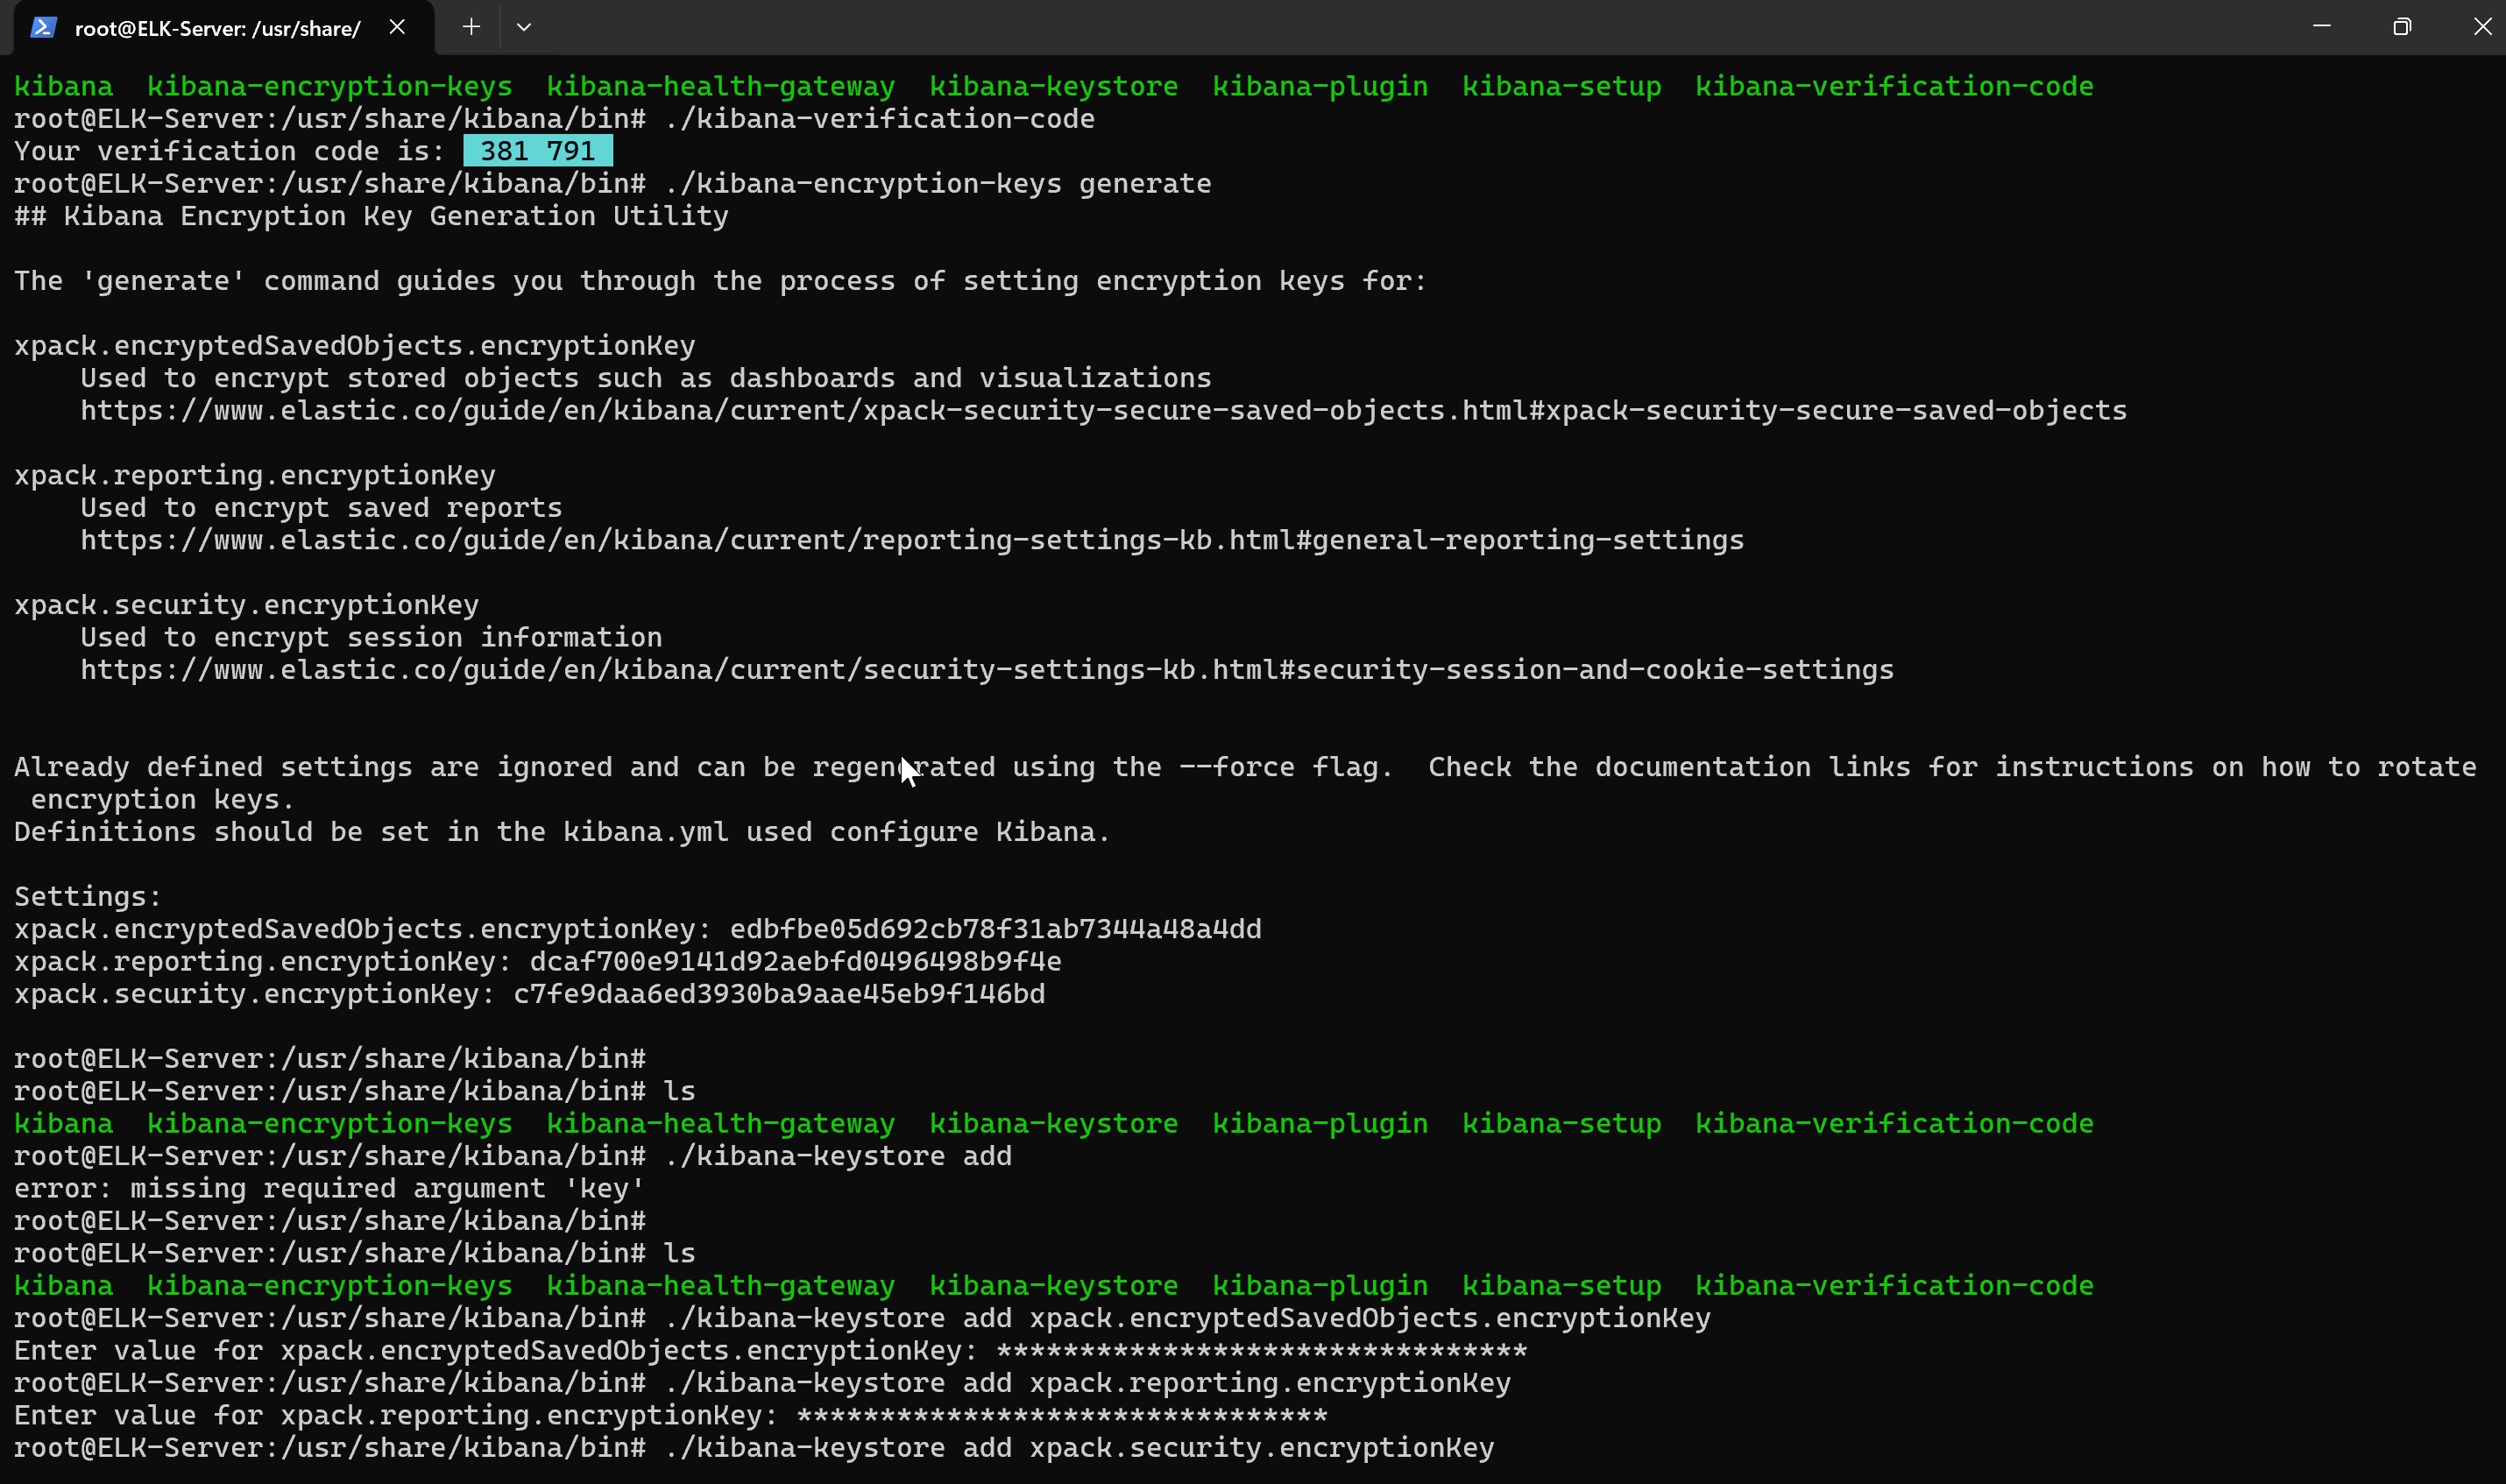 root@ELK-Server: /usr/share/
kibana  kibana-encryption-keys  kibana-health-gateway  kibana-keystore  kibana-plugin  kibana-setup  kibana-verification-code
root@ELK-Server:/usr/share/kibana/bin# ./kibana-verification-code
Your verification code is:  381 791
root@ELK-Server:/usr/share/kibana/bin# ./kibana-encryption-keys generate
## Kibana Encryption Key Generation Utility
The 'generate' command guides you through the process of setting encryption keys for:
xpack.encryptedSavedObjects.encryptionKey
    Used to encrypt stored objects such as dashboards and visualizations
    https://www.elastic.co/guide/en/kibana/current/xpack-security-secure-saved-objects.html#xpack-security-secure-saved-objects
xpack.reporting.encryptionKey
    Used to encrypt saved reports
    https://www.elastic.co/guide/en/kibana/current/reporting-settings-kb.html#general-reporting-settings
xpack.security.encryptionKey
    Used to encrypt session information
    https://www.elastic.co/guide/en/kibana/current/security-settings-kb.html#security-session-and-cookie-settings
Already defined settings are ignored and can be regenerated using the --force flag.  Check the documentation links for instructions on how to rotate
 encryption keys.
Definitions should be set in the kibana.yml used configure Kibana.
Settings:
xpack.encryptedSavedObjects.encryptionKey: edbfbe05d692cb78f31ab7344a48a4dd
xpack.reporting.encryptionKey: dcaf700e9141d92aebfd0496498b9f4e
xpack.security.encryptionKey: c7fe9daa6ed3930ba9aae45eb9f146bd
root@ELK-Server:/usr/share/kibana/bin#
root@ELK-Server:/usr/share/kibana/bin# ls
kibana  kibana-encryption-keys  kibana-health-gateway  kibana-keystore  kibana-plugin  kibana-setup  kibana-verification-code
root@ELK-Server:/usr/share/kibana/bin# ./kibana-keystore add
error: missing required argument 'key'
root@ELK-Server:/usr/share/kibana/bin#
root@ELK-Server:/usr/share/kibana/bin# ls
kibana  kibana-encryption-keys  kibana-health-gateway  kibana-keystore  kibana-plugin  kibana-setup  kibana-verification-code
root@ELK-Server:/usr/share/kibana/bin# ./kibana-keystore add xpack.encryptedSavedObjects.encryptionKey
Enter value for xpack.encryptedSavedObjects.encryptionKey: ********************************
root@ELK-Server:/usr/share/kibana/bin# ./kibana-keystore add xpack.reporting.encryptionKey
Enter value for xpack.reporting.encryptionKey: ********************************
root@ELK-Server:/usr/share/kibana/bin# ./kibana-keystore add xpack.security.encryptionKey